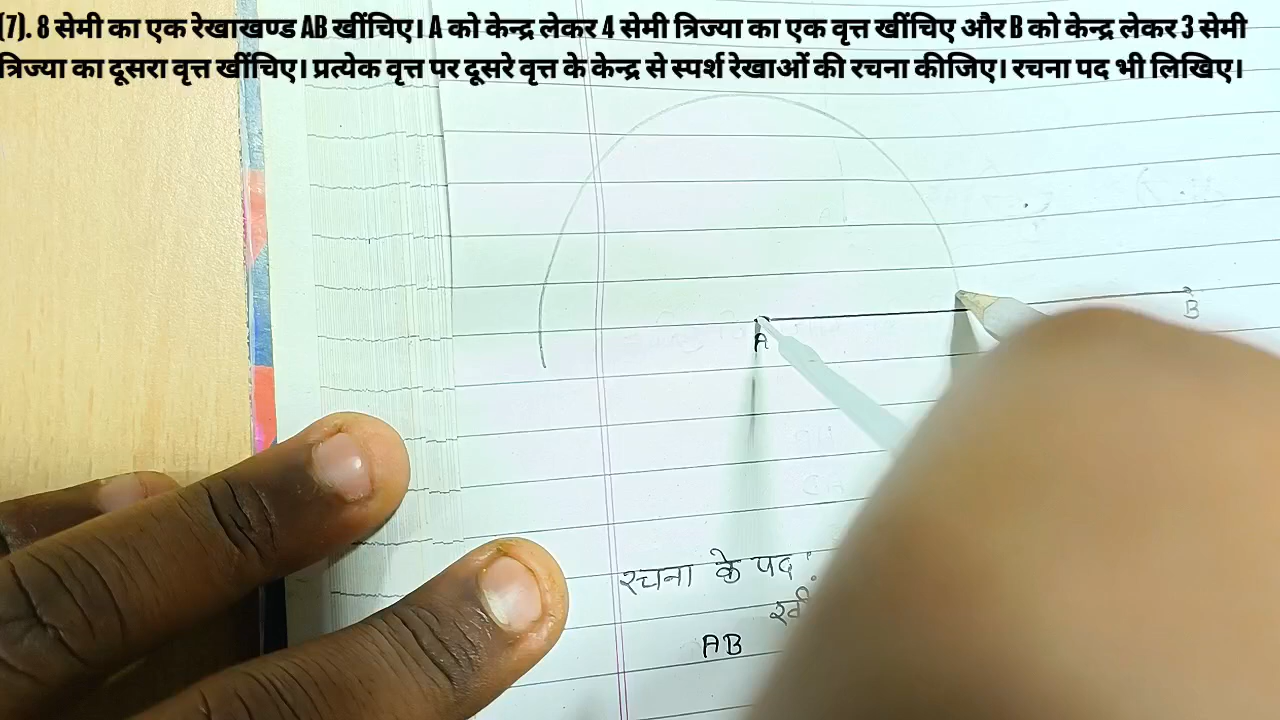 (7). 8 सेमी का एक रेखाखण्ड AB खींचिए। A को केन्द्र लेकर 4 सेमी त्रिज्या का एक वृत्त खींचिए और B को केन्द्र लेकर 3 सेमी
त्रिज्या का दूसरा वृत्त खींचिए। प्रत्येक वृत्त पर दूसरे वृत्त के केन्द्र से स्पर्श रेखाओं की रचना कीजिए। रचना पद भी लिखिए।
B
A
रचना के पद :
AB